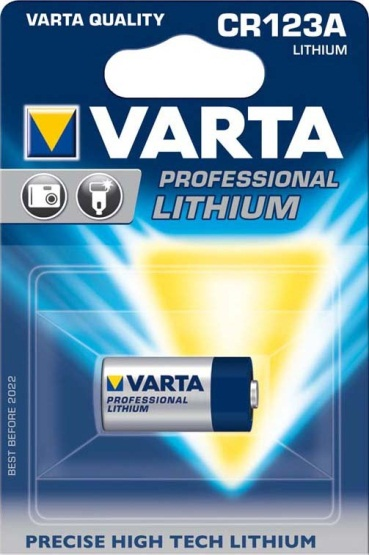 VARTA QUALITY
CR123A
LITHIUM
VARTA
PROFESSIONAL
LITHIUM
VARTA
PROFESSIONAL
LITHIUM
BEST BEFORE 2022
PRECISE HIGH TECH LITHIUM